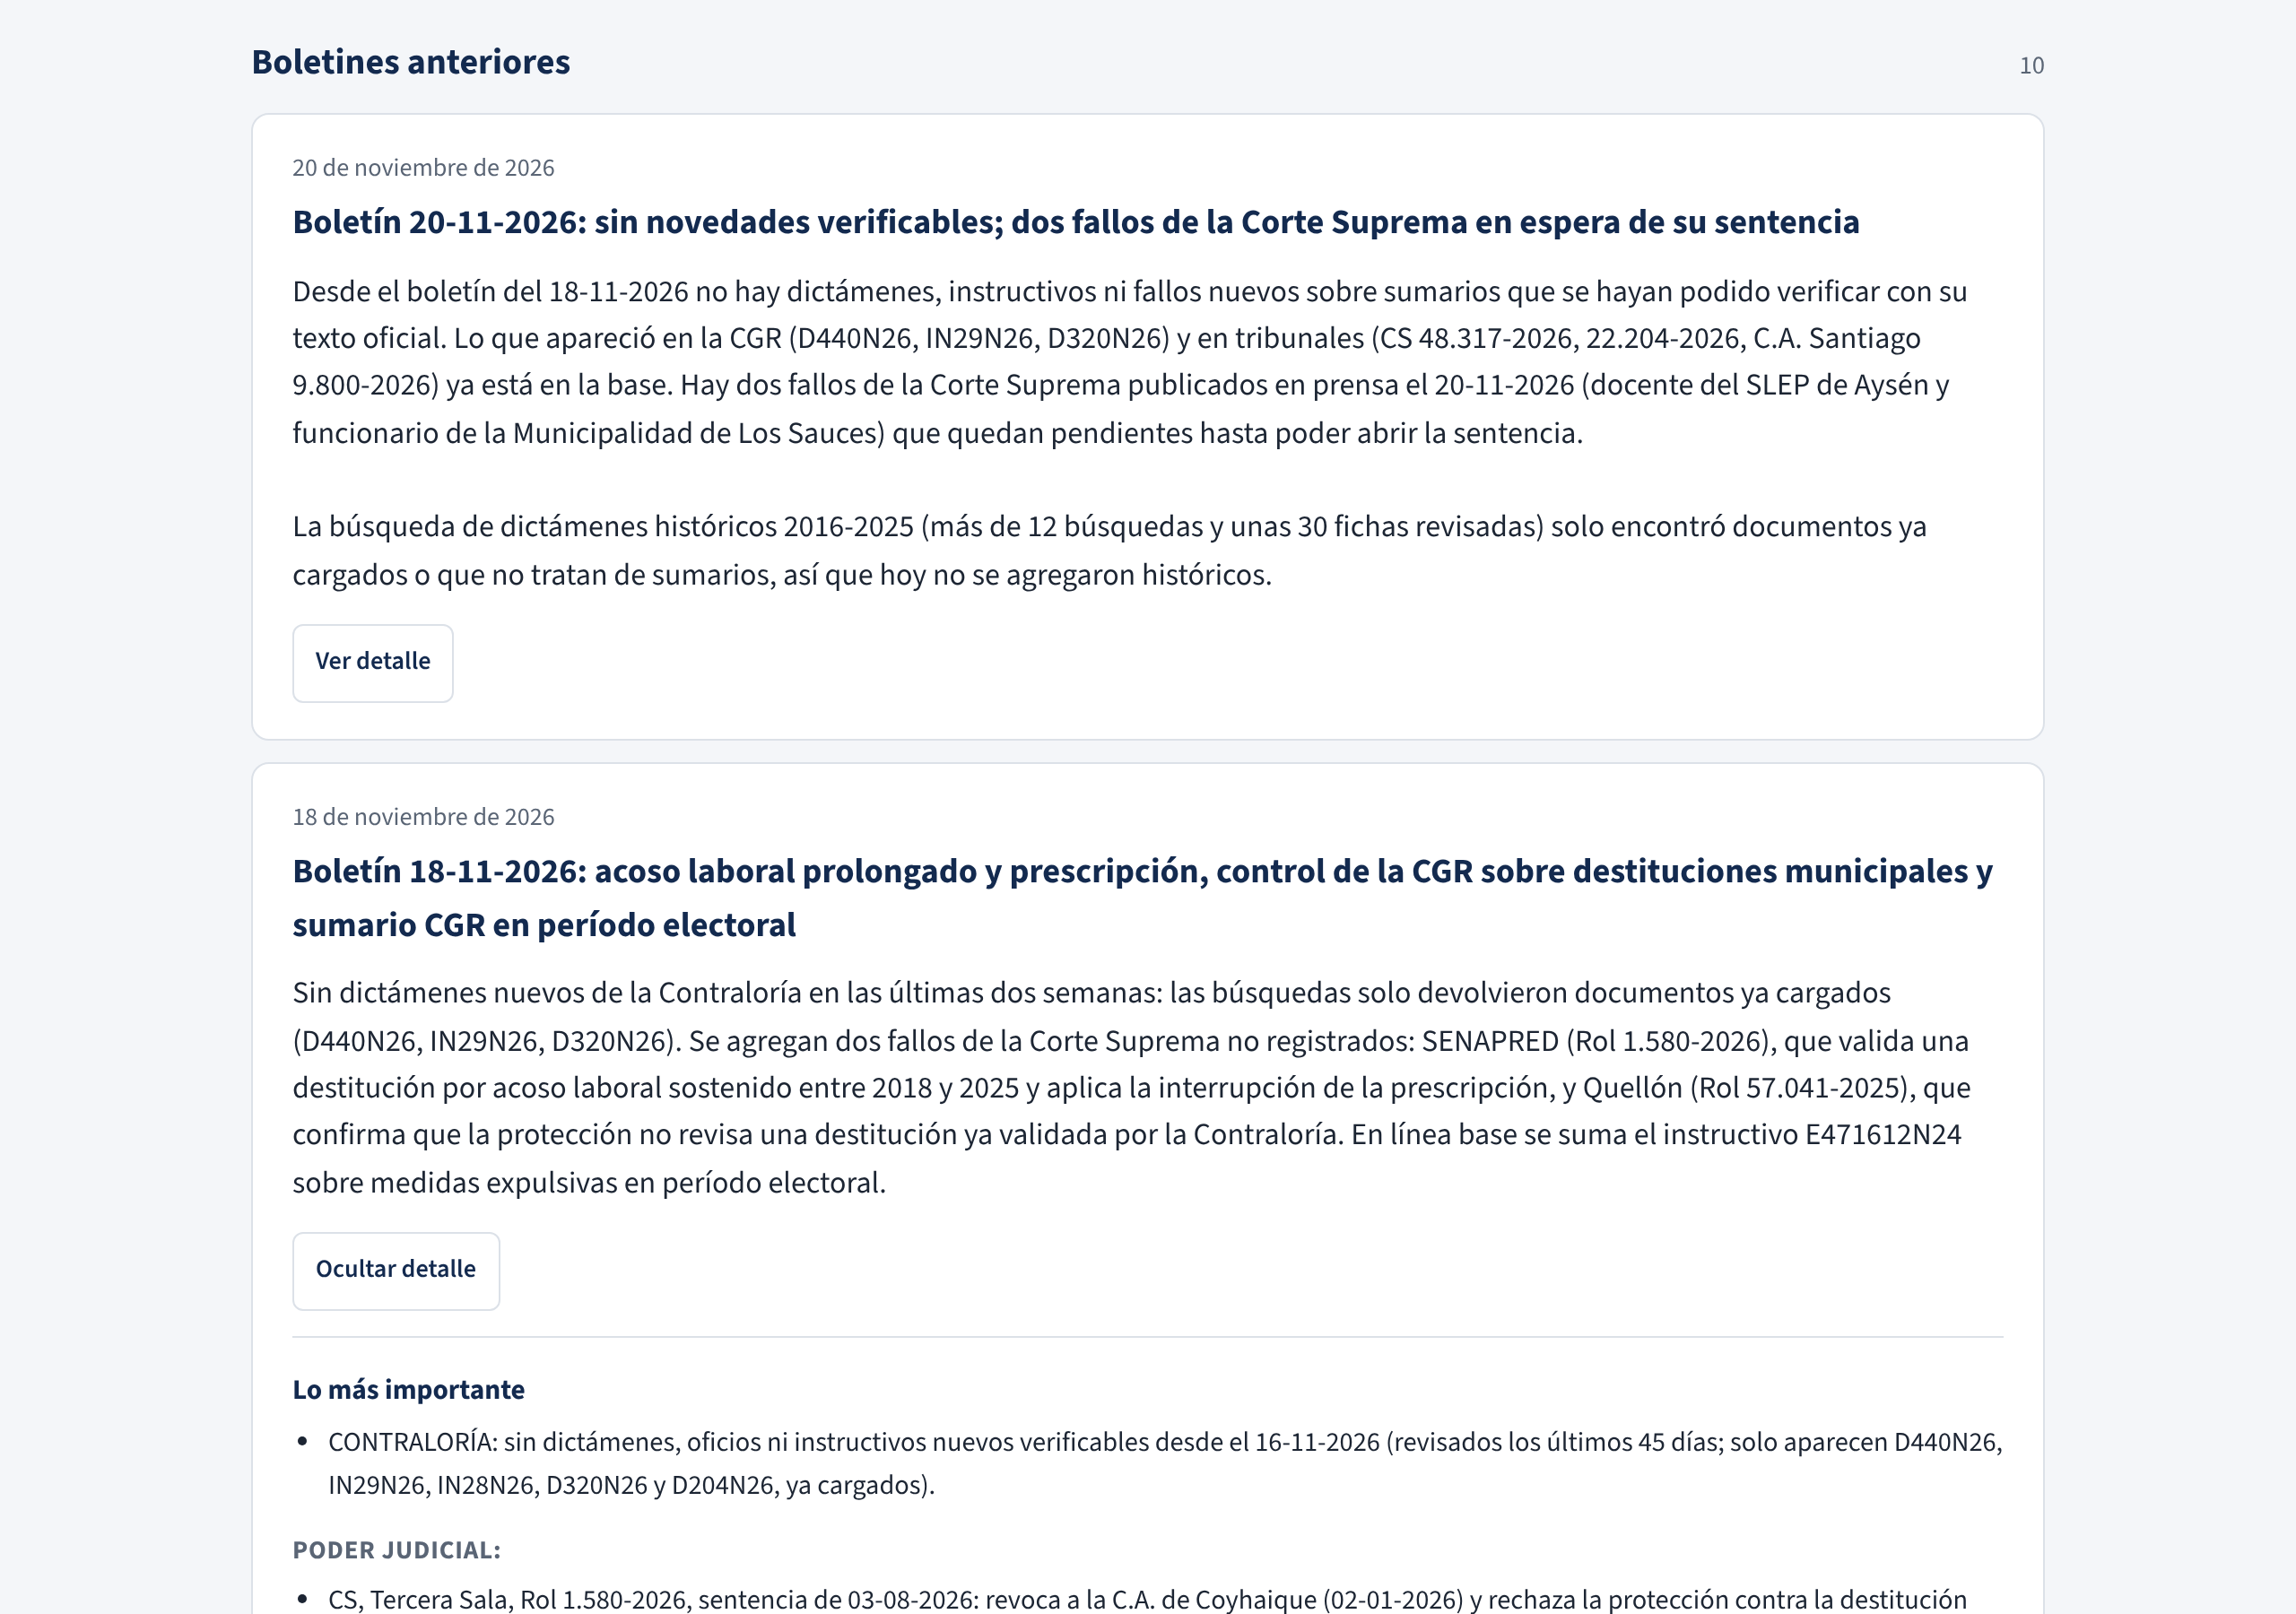 Boletines anteriores
10
20 de noviembre de 2026
Boletín 20-11-2026: sin novedades verificables; dos fallos de la Corte Suprema en espera de su sentencia
Desde el boletín del 18-11-2026 no hay dictámenes, instructivos ni fallos nuevos sobre sumarios que se hayan podido verificar con su
texto oficial. Lo que apareció en la CGR (D440N26, IN29N26, D320N26) y en tribunales (CS 48.317-2026, 22.204-2026, C.A. Santiago
9.800-2026) ya está en la base. Hay dos fallos de la Corte Suprema publicados en prensa el 20-11-2026 (docente del SLEP de Aysén y
funcionario de la Municipalidad de Los Sauces) que quedan pendientes hasta poder abrir la sentencia.
La búsqueda de dictámenes históricos 2016-2025 (más de 12 búsquedas y unas 30 fichas revisadas) solo encontró documentos ya
cargados o que no tratan de sumarios, así que hoy no se agregaron históricos.
Ver detalle
18 de noviembre de 2026
Boletín 18-11-2026: acoso laboral prolongado y prescripción, control de la CGR sobre destituciones municipales y
sumario CGR en período electoral
Sin dictámenes nuevos de la Contraloría en las últimas dos semanas: las búsquedas solo devolvieron documentos ya cargados
(D440N26, IN29N26, D320N26). Se agregan dos fallos de la Corte Suprema no registrados: SENAPRED (Rol 1.580-2026), que valida una
destitución por acoso laboral sostenido entre 2018 y 2025 y aplica la interrupción de la prescripción, y Quellón (Rol 57.041-2025), que
confirma que la protección no revisa una destitución ya validada por la Contraloría. En línea base se suma el instructivo E471612N24
sobre medidas expulsivas en período electoral.
Ocultar detalle
Lo más importante
• CONTRALORÍA: sin dictámenes, oficios ni instructivos nuevos verificables desde el 16-11-2026 (revisados los últimos 45 días; solo aparecen D440N26,
IN29N26, IN28N26, D320N26 y D204N26, ya cargados).
PODER JUDICIAL:
• CS, Tercera Sala, Rol 1.580-2026, sentencia de 03-08-2026: revoca a la C.A. de Coyhaique (02-01-2026) y rechaza la protección contra la destitución